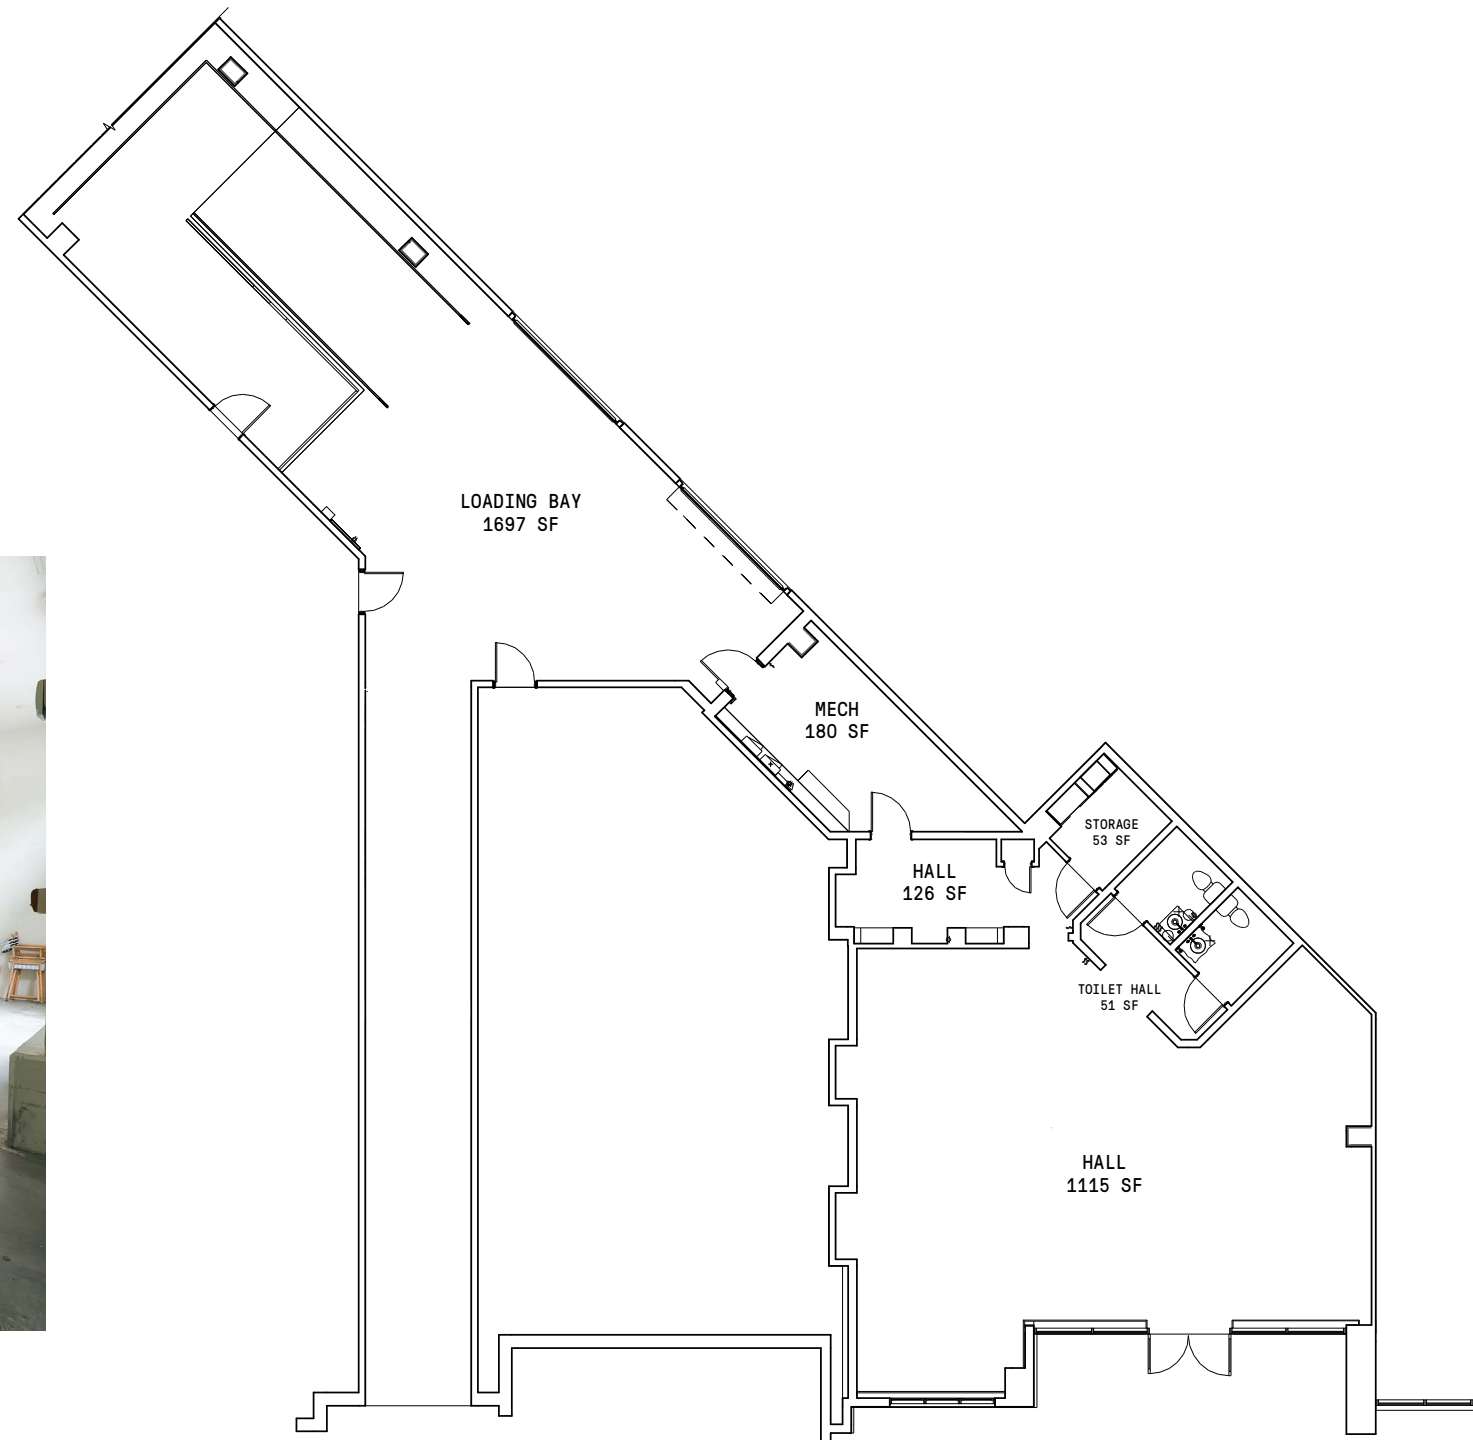 LOADING BAY
1697 SF
MECH
180 SF
STORAGE
53 SF
HALL
126 SF
TOILET HALL
51 SF
HALL
1115 SF